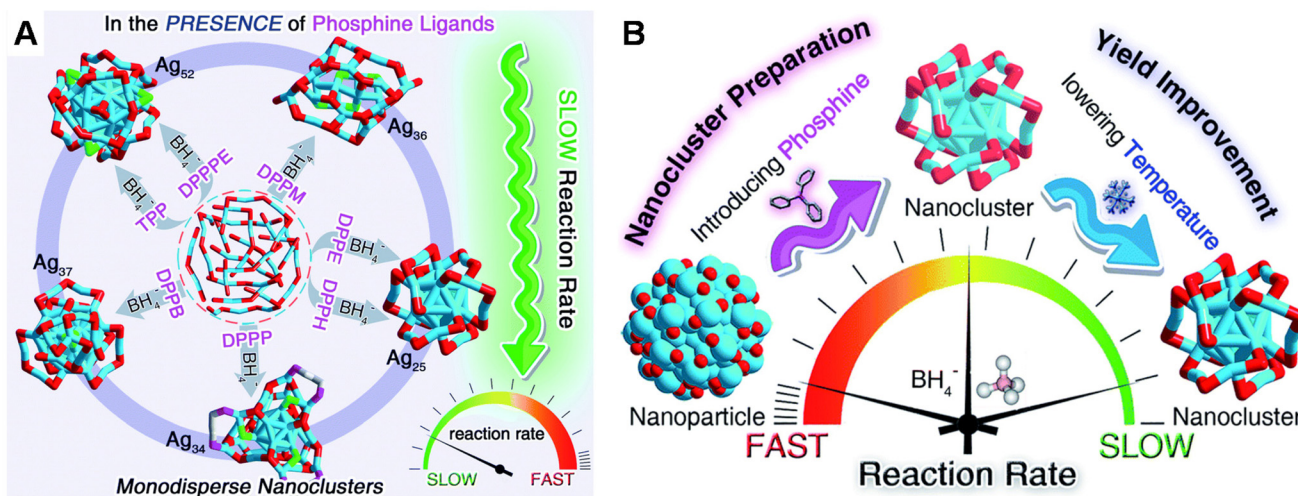 A
In the PRESENCE of Phosphine Ligands
Ag52
Ag36
BH4-
BH4-
BH4-
TPP
DPPPE
DPPM
SLOW Reaction Rate
DPPE
BH4-
Ag37
DPPB
BH4-
DPPH
BH4-
DPPP
BH4-
Ag25
Ag34
reaction rate
SLOW
FAST
Monodisperse Nanoclusters
B
Nanocluster Preparation
Introducing Phosphine
Nanocluster
Yield Improvement
lowering Temperature
Nanoparticle
BH4-
Nanocluster
FAST
SLOW
Reaction Rate